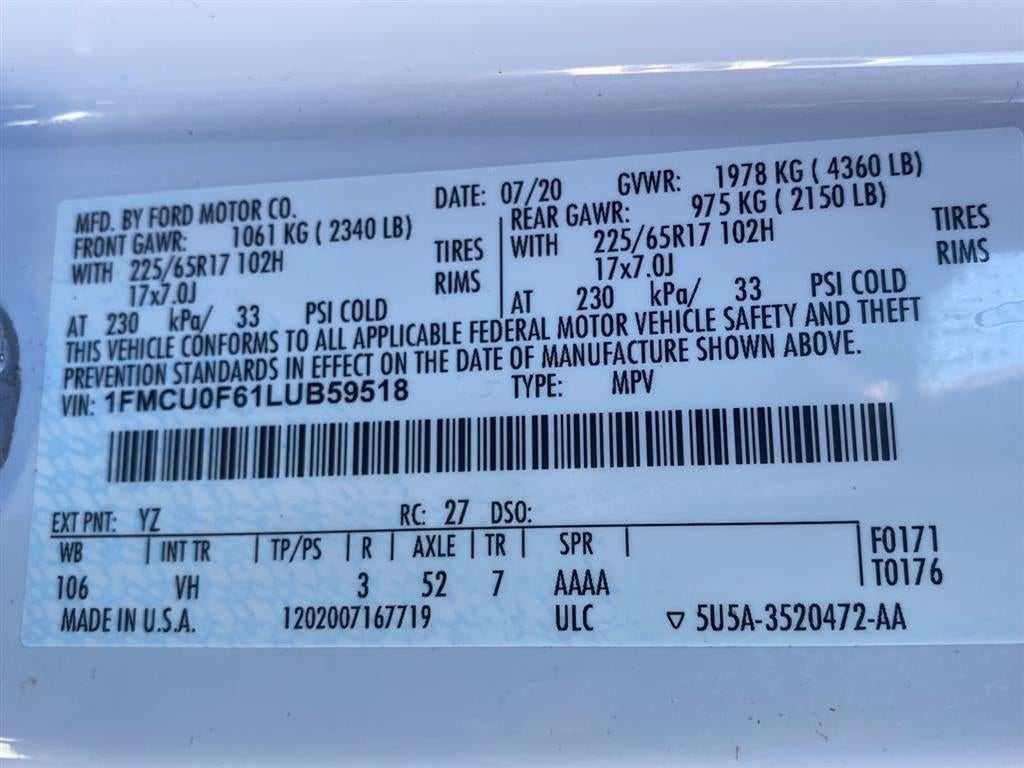 MFD. BY FORD MOTOR CO. DATE: 07/20 GVWR: 1978 KG ( 4360 LB)
FRONT GAWR: 1061 KG ( 2340 LB) REAR GAWR: 975 KG ( 2150 LB)
WITH 225/65R17 102H TIRES WITH 225/65R17 102H TIRES
17x7.0J RIMS 17x7.0J RIMS
AT 230 kPa/ 33 PSI COLD AT 230 kPa/ 33 PSI COLD
THIS VEHICLE CONFORMS TO ALL APPLICABLE FEDERAL MOTOR VEHICLE SAFETY AND THEFT
PREVENTION STANDARDS IN EFFECT ON THE DATE OF MANUFACTURE SHOWN ABOVE.
VIN: 1FMCU0F61LUB59518 TYPE: MPV
EXT PNT: YZ RC: 27 DSO:
WB | INT TR | TP/PS | R | AXLE | TR | SPR | F0171
106 VH 3 52 7 AAAA T0176
MADE IN U.S.A. 1202007167719 ULC ▽ 5U5A-3520472-AA